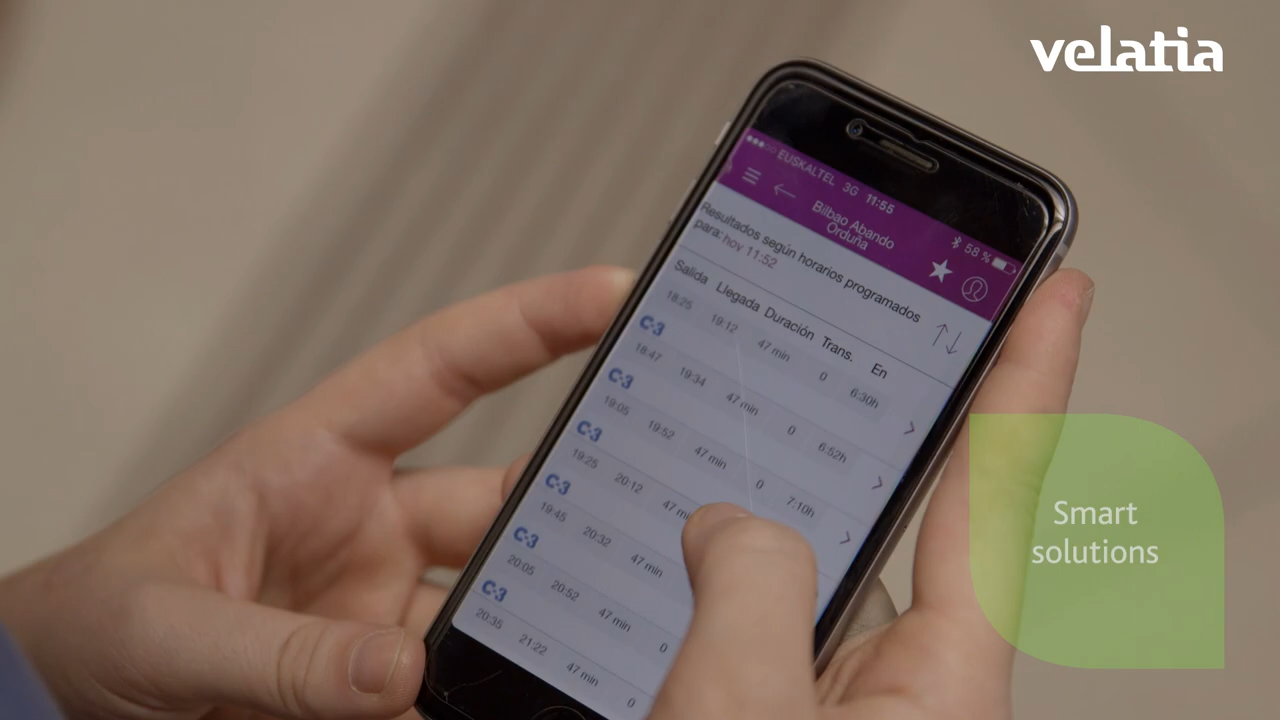 velatia
EUSKALTEL 3G 11:55
58 %
Bilbao Abando
Orduña
Resultados según horarios programados
para: hoy 11:52
Salida Llegada Duración Trans. En
18:25 19:12 47 min 0 6:30h
C-3
18:47 19:34 47 min 0 6:52h
C-3
19:05 19:52 47 min 0 7:10h
C-3
19:25 20:12 47 min
C-3
19:45 20:32 47 min
C-3
20:05 20:52 47 min 0
C-3
20:35 21:22 47 min 0
Smart
solutions